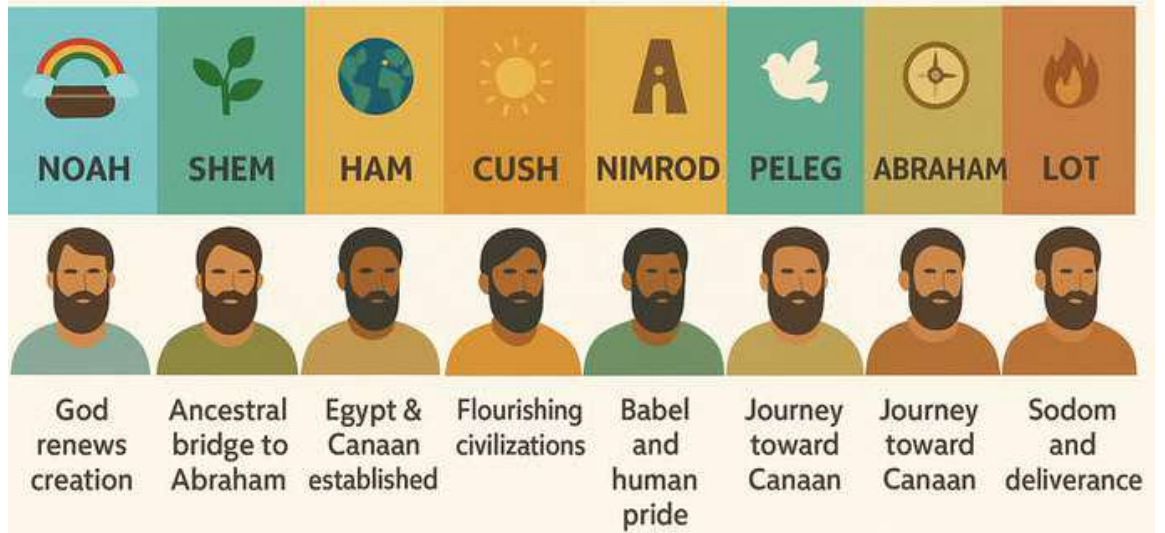 NOAH
SHEM
HAM
CUSH
NIMROD
PELEG
ABRAHAM
LOT
God
renews
creation
Ancestral
bridge to
Abraham
Egypt &
Canaan
established
Flourishing
civilizations
Babel
and
human
pride
Journey
toward
Canaan
Journey
toward
Canaan
Sodom
and
deliverance